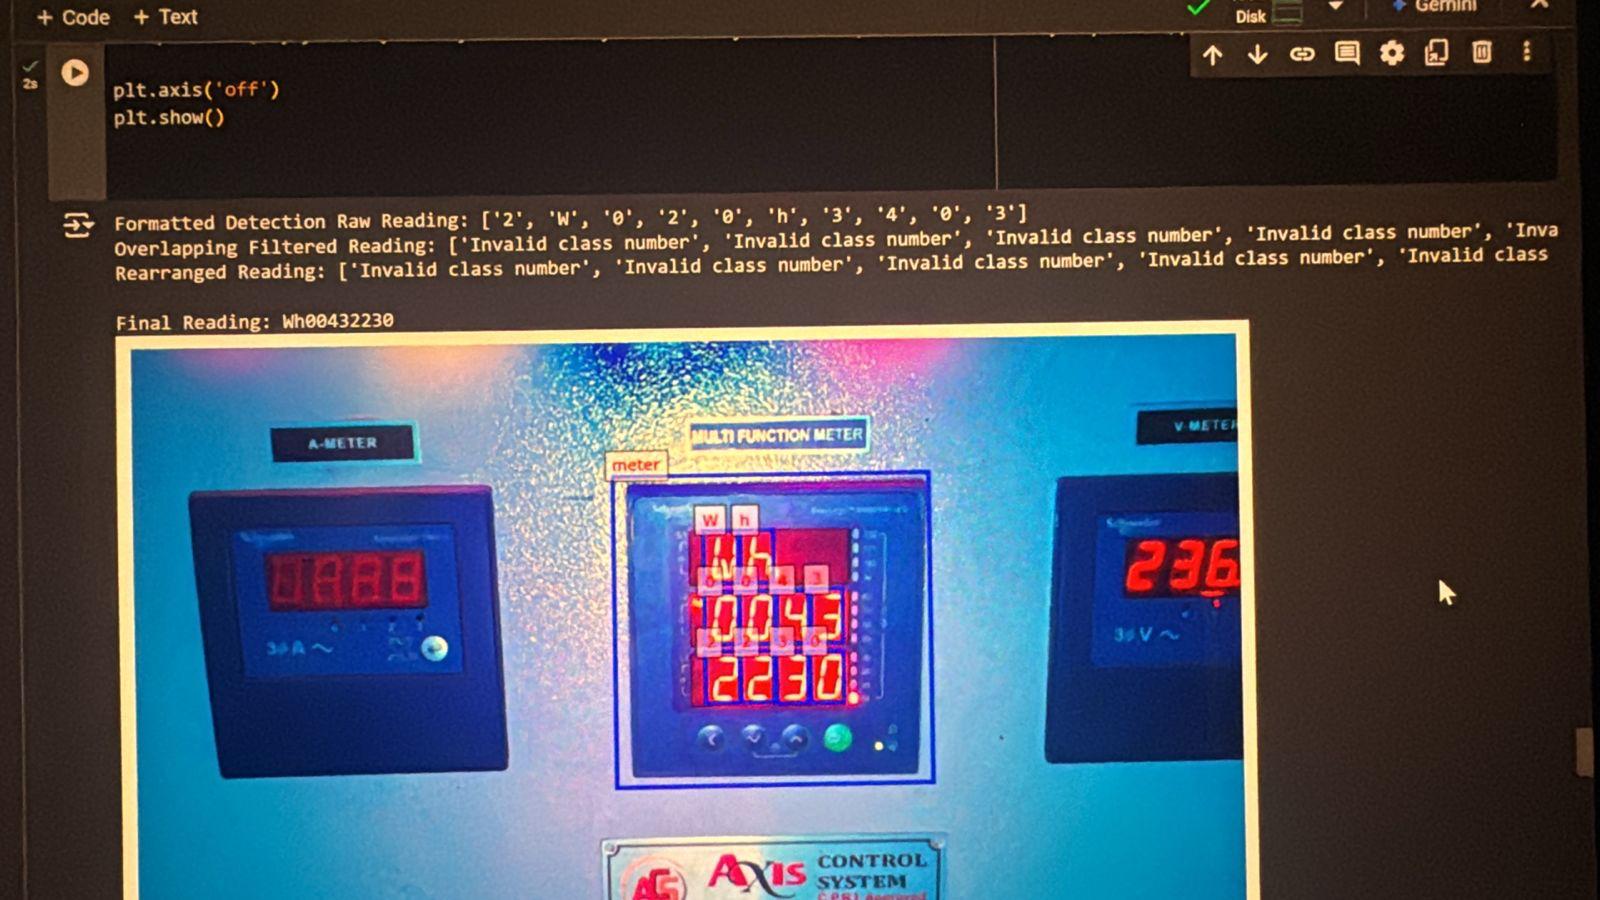 + Code + Text
Disk
Gemini
2s
plt.axis('off')
plt.show()
Formatted Detection Raw Reading: ['2', 'W', '0', '2', '0', 'h', '3', '4', '0', '3']
Overlapping Filtered Reading: ['Invalid class number', 'Invalid class number', 'Invalid class number', 'Invalid class number', 'Inva
Rearranged Reading: ['Invalid class number', 'Invalid class number', 'Invalid class number', 'Invalid class number', 'Invalid class
Final Reading: Wh00432230
A-METER
MULTI FUNCTION METER
V-METER
meter
W h
Wh
0 0 4 3
0043
2 2 3 0
2230
236
3ø A ~
3ø V ~
ACS
AXIS
CONTROL
SYSTEM